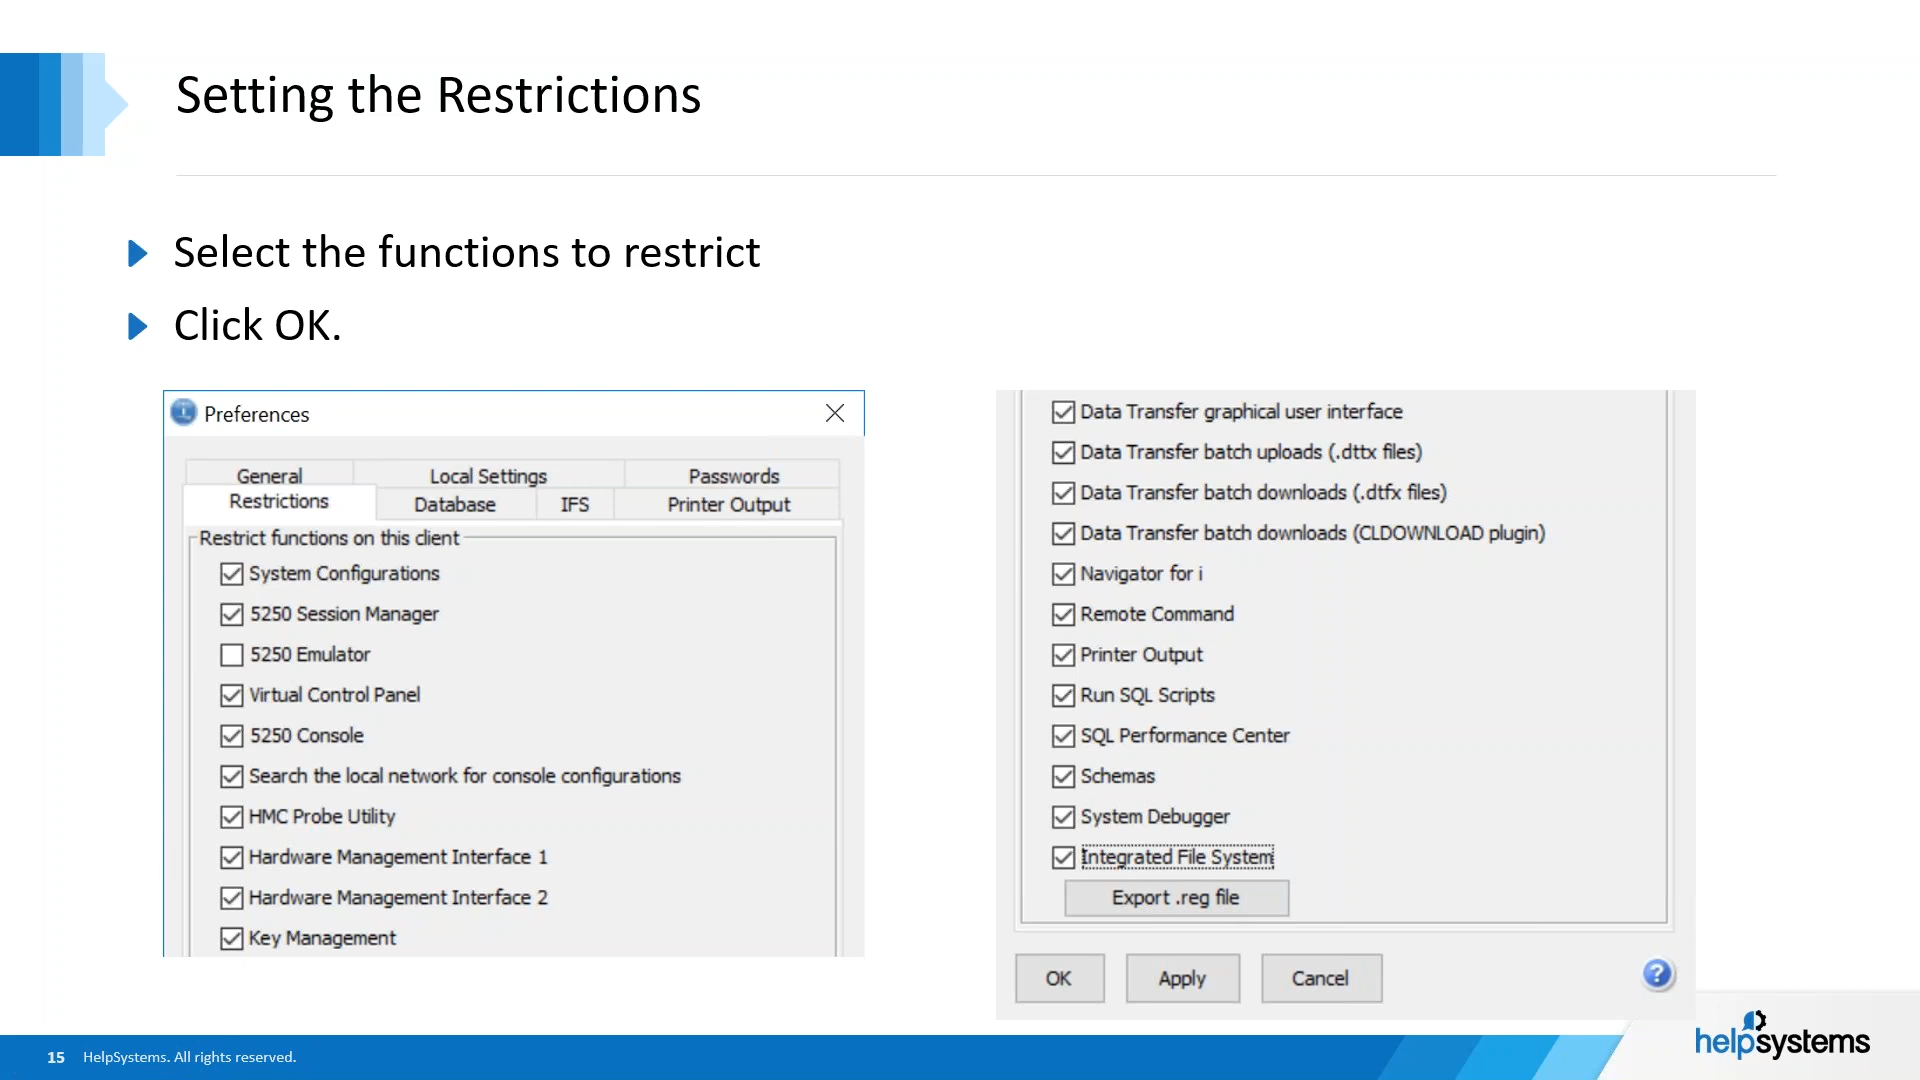 Setting the Restrictions
Select the functions to restrict
Click OK.
Preferences
General Local Settings Passwords
Restrictions Database IFS Printer Output
Restrict functions on this client
System Configurations
5250 Session Manager
5250 Emulator
Virtual Control Panel
5250 Console
Search the local network for console configurations
HMC Probe Utility
Hardware Management Interface 1
Hardware Management Interface 2
Key Management
Data Transfer graphical user interface
Data Transfer batch uploads (.dttx files)
Data Transfer batch downloads (.dtfx files)
Data Transfer batch downloads (CLDOWNLOAD plugin)
Navigator for i
Remote Command
Printer Output
Run SQL Scripts
SQL Performance Center
Schemas
System Debugger
Integrated File System
Export .reg file
OK Apply Cancel ?
15 HelpSystems. All rights reserved.
helpsystems